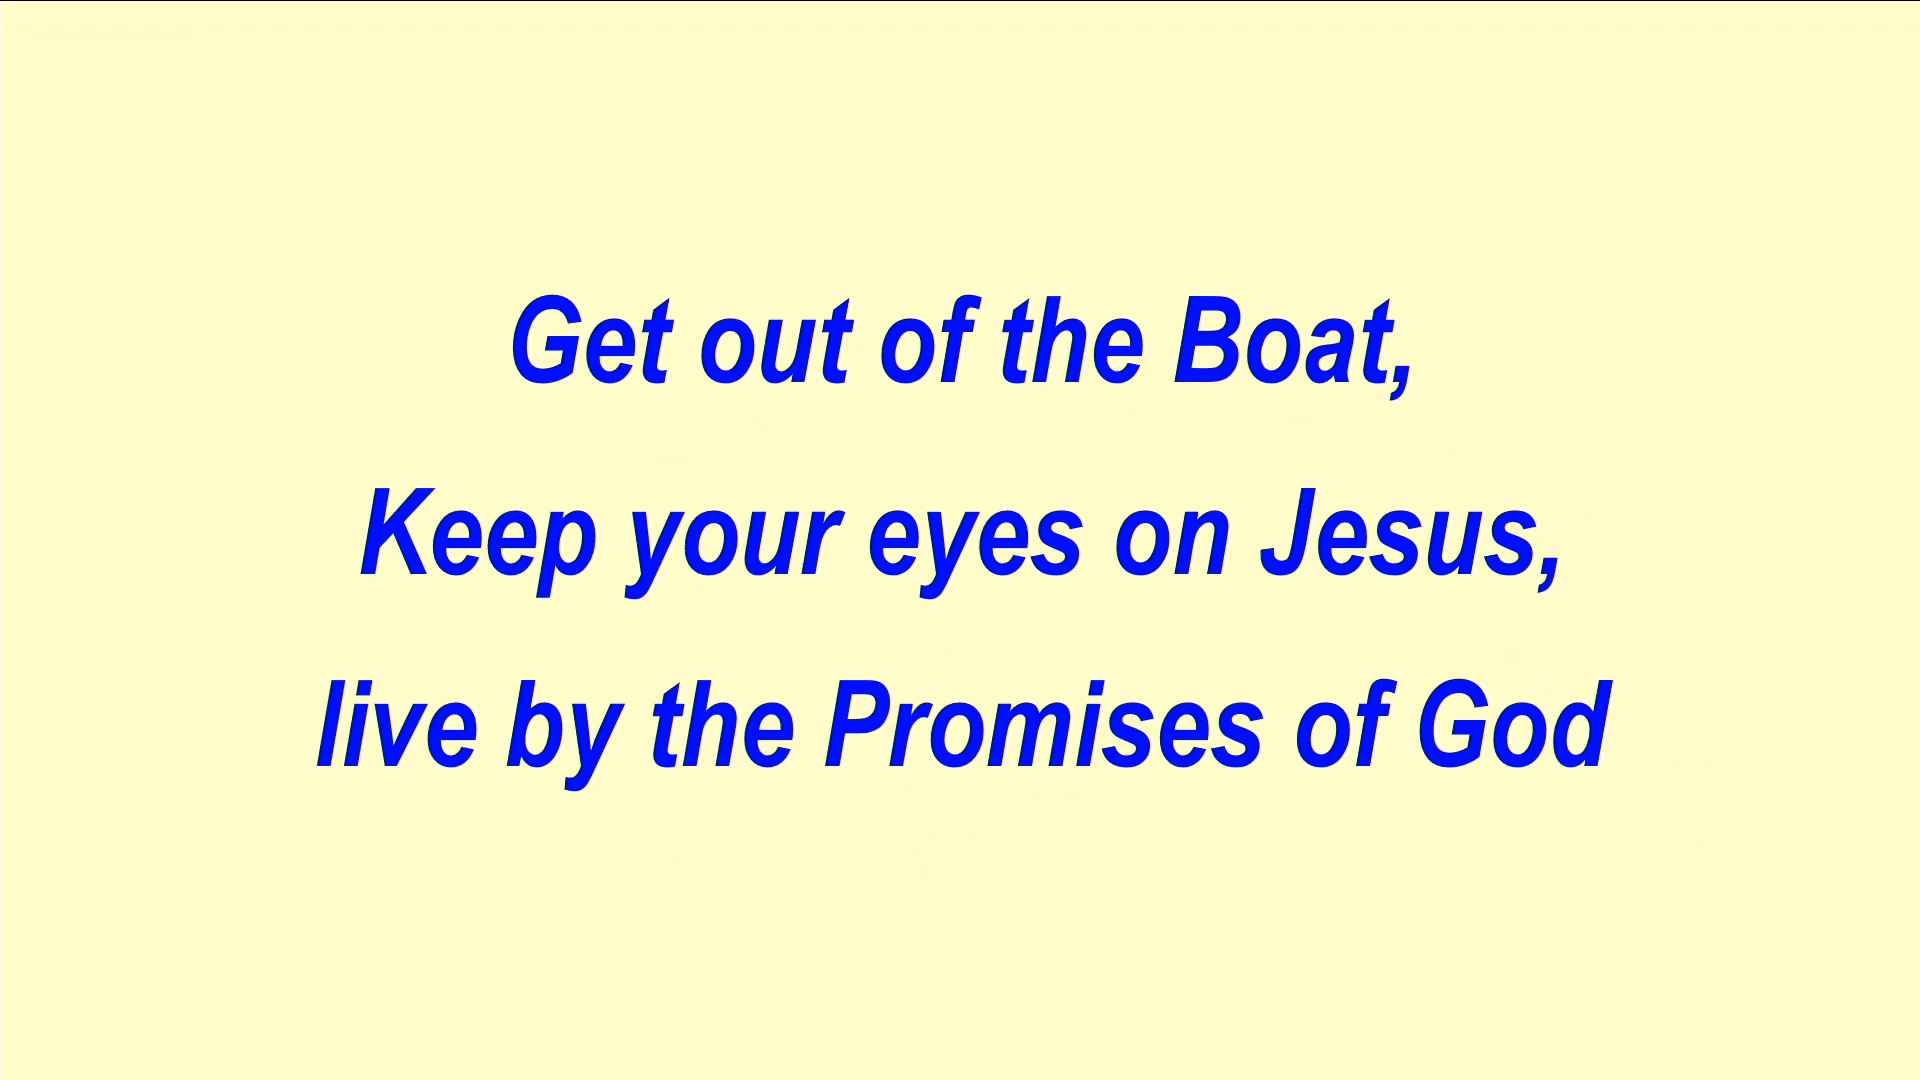 Get out of the Boat,
Keep your eyes on Jesus,
live by the Promises of God